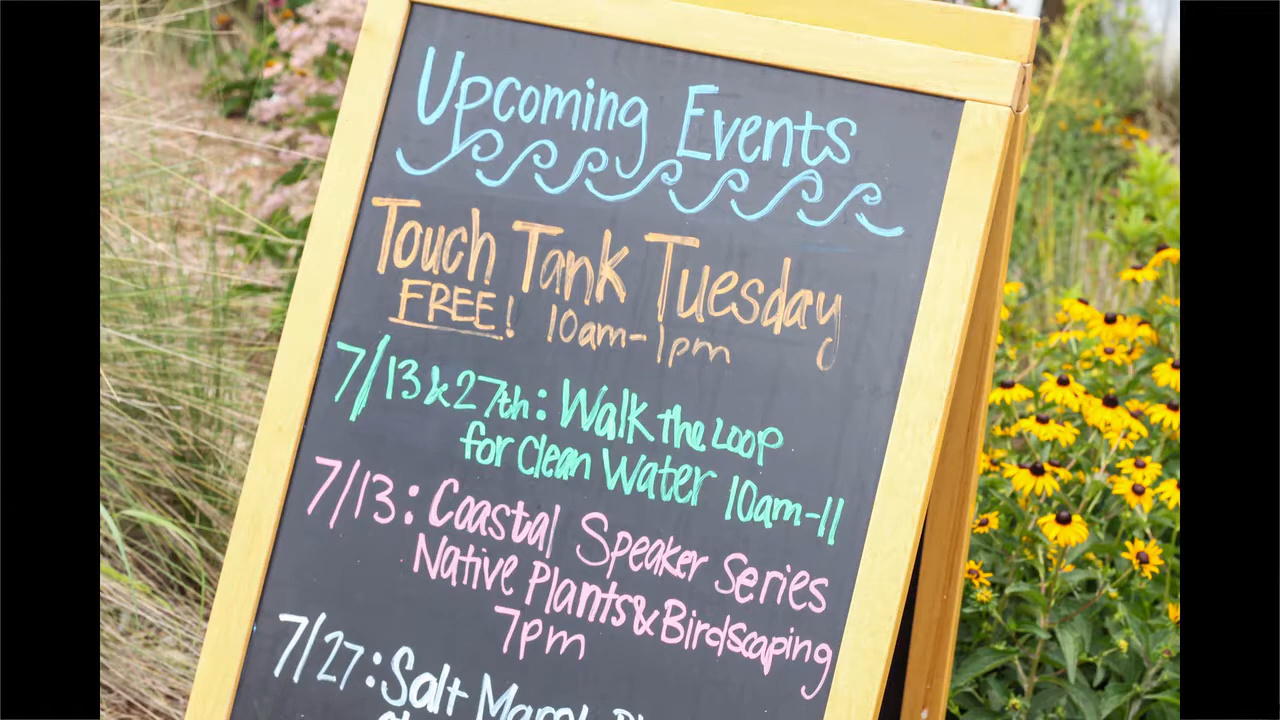 Upcoming Events
Touch Tank Tuesday
FREE! 10am-1pm
7/13 & 27th: Walk the Loop
for Clean Water 10am-11
7/13: Coastal Speaker Series
Native Plants & Birdscaping
7pm
7/27: Salt Marsh